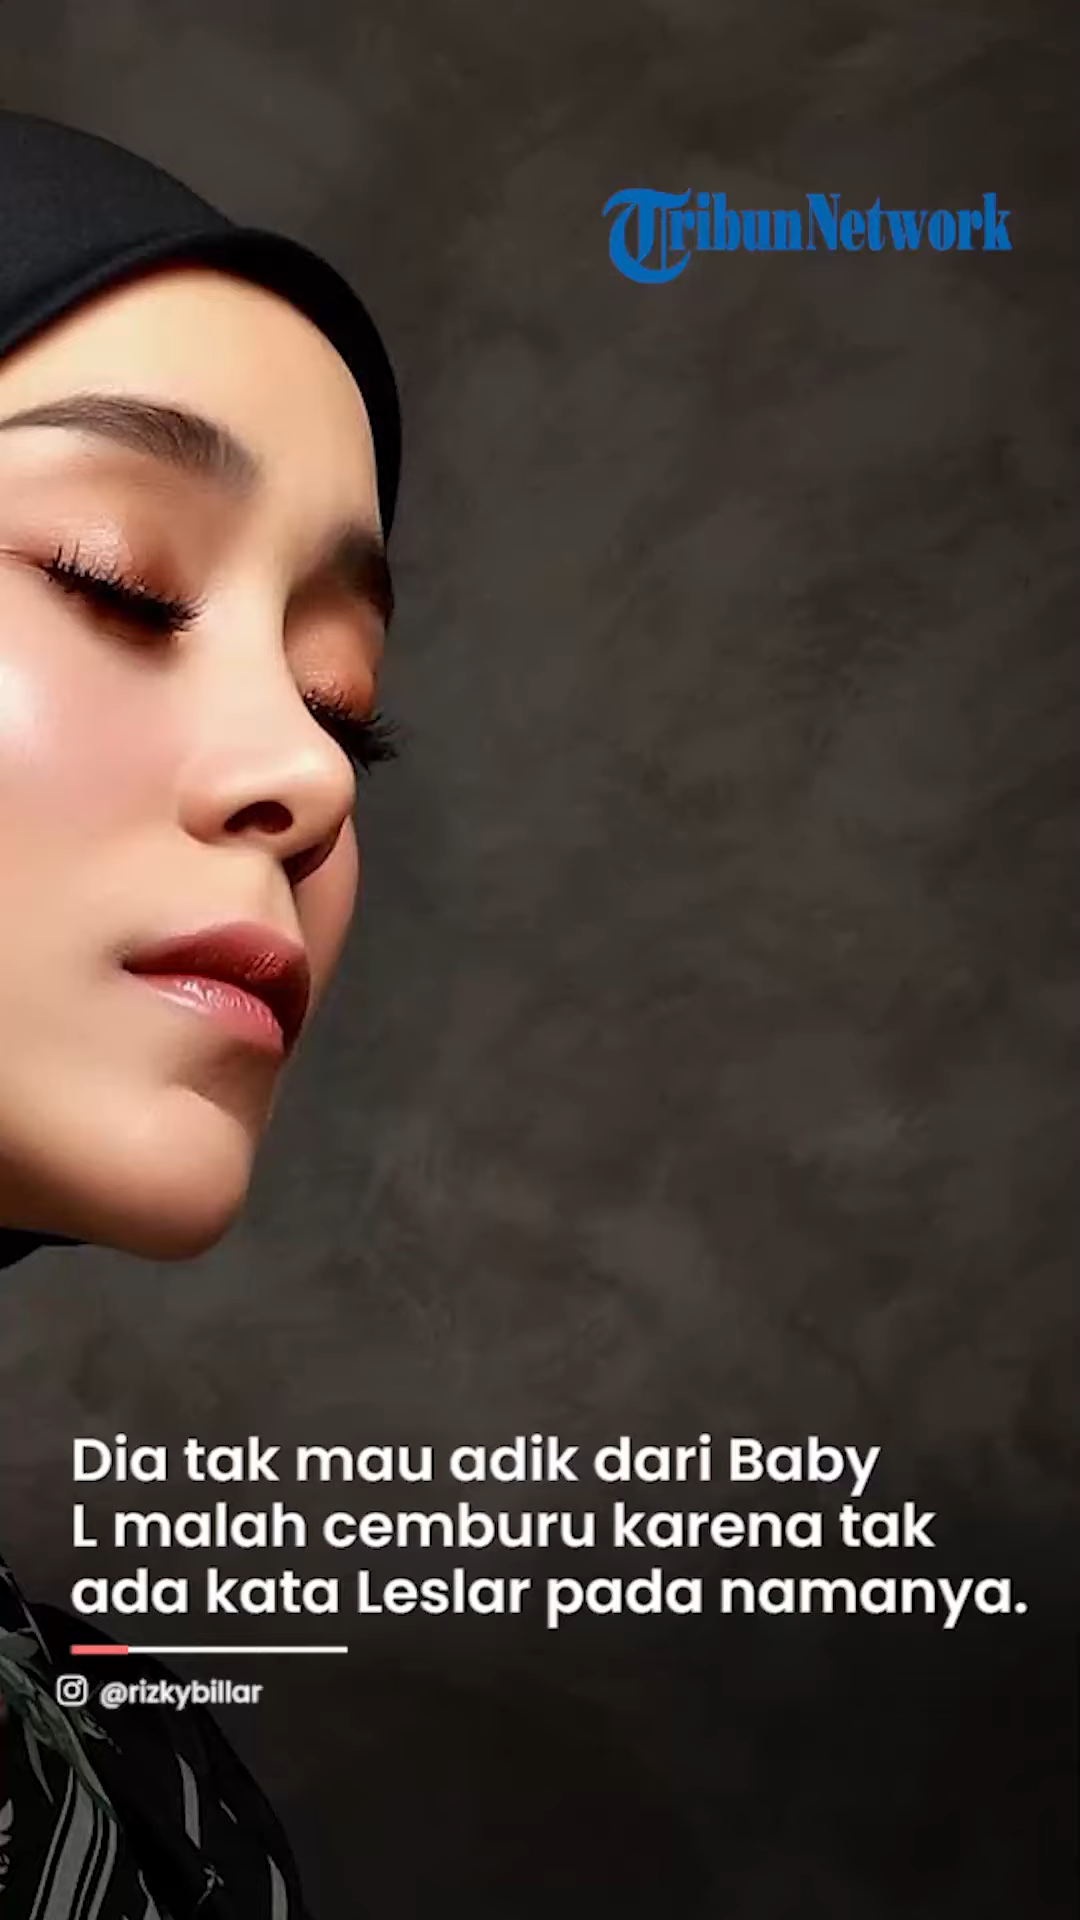 TribunNetwork
Dia tak mau adik dari Baby
L malah cemburu karena tak
ada kata Leslar pada namanya.
@rizkybillar